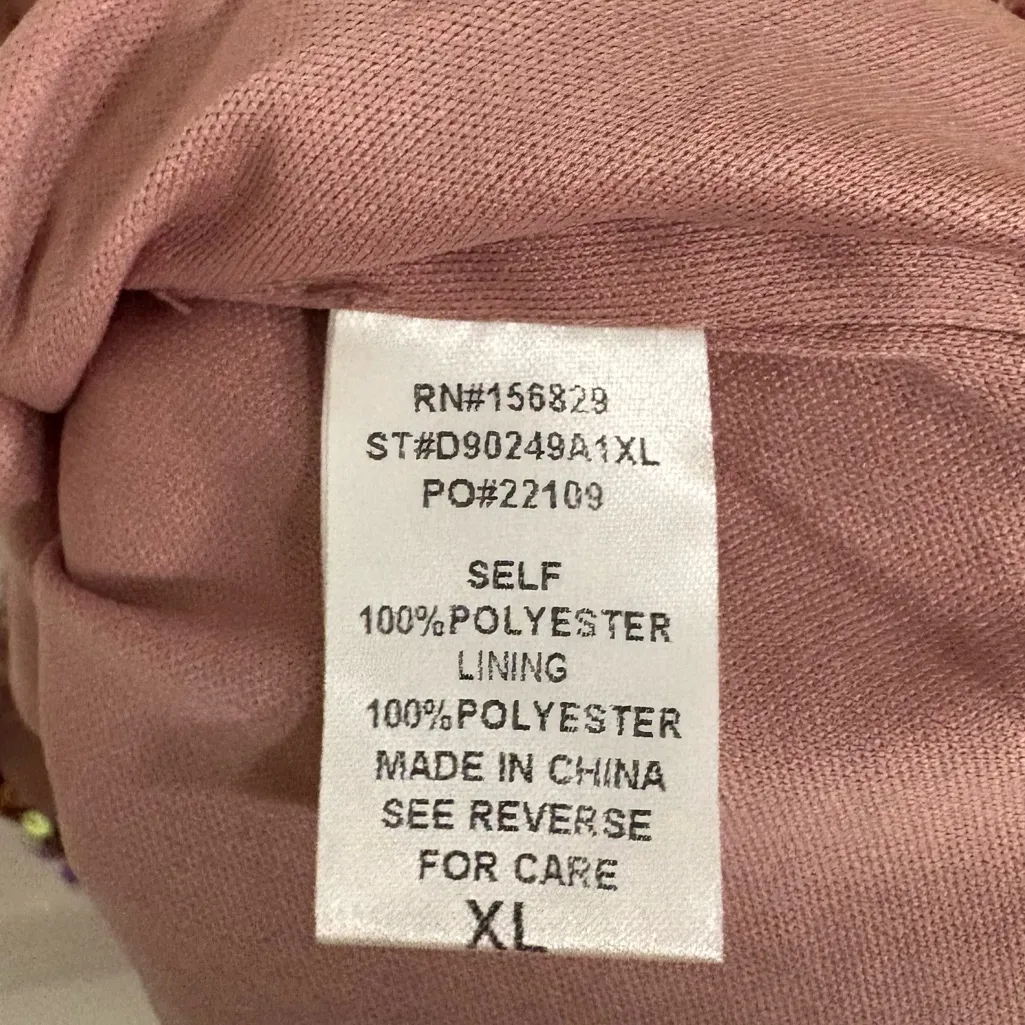 RN#156829
ST#D90249A1XL
PO#22109
SELF
100%POLYESTER
LINING
100%POLYESTER
MADE IN CHINA
SEE REVERSE
FOR CARE
XL